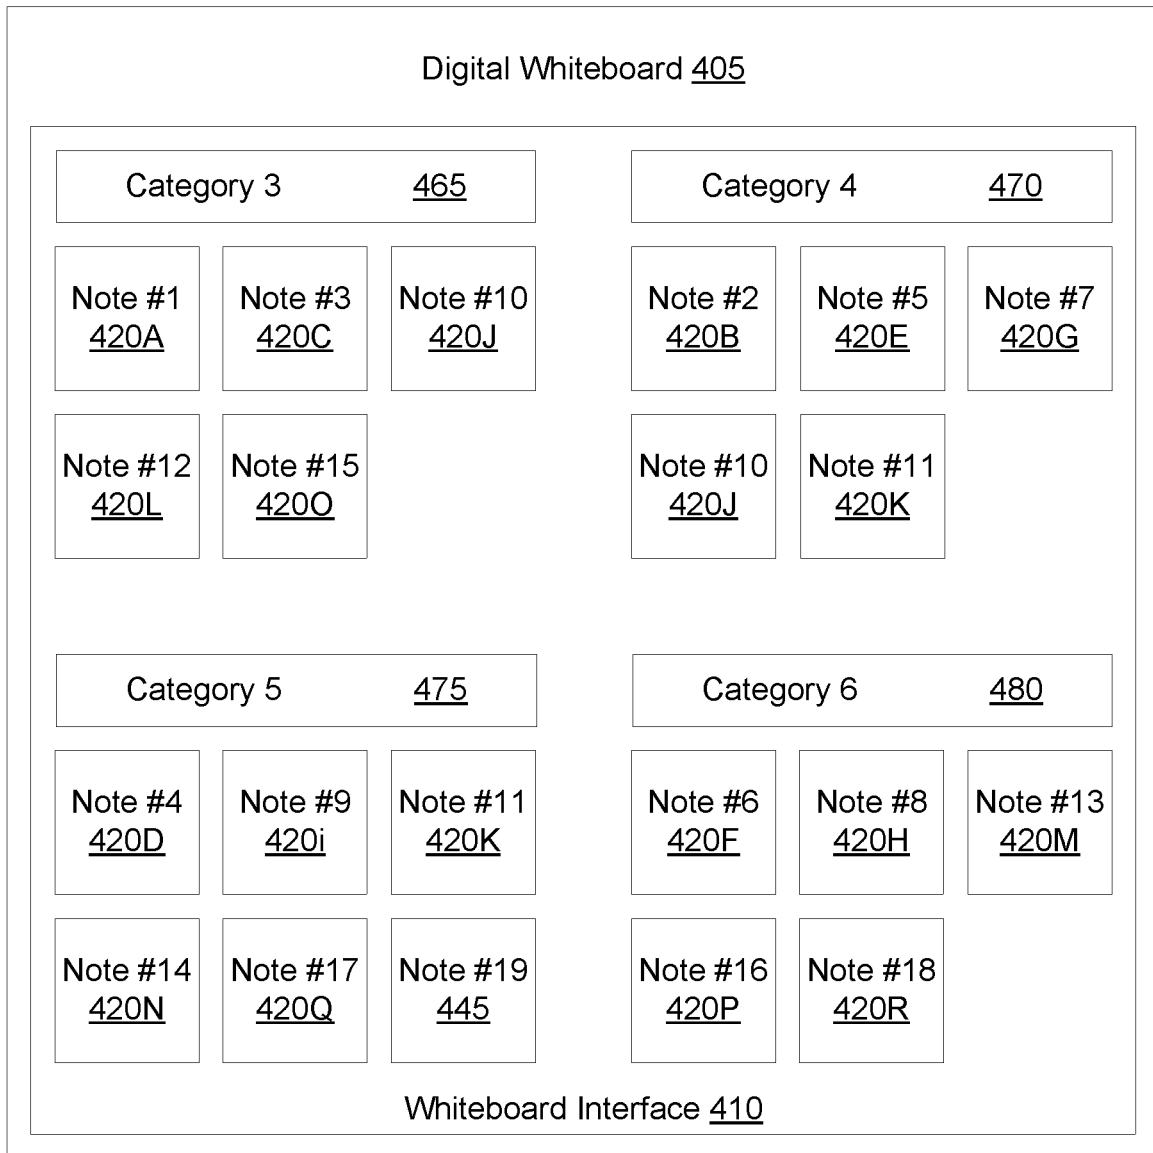 Digital Whiteboard 405
Category 3 465
Note #1
420A
Note #3
420C
Note #10
420J
Note #12
420L
Note #15
420O
Category 4 470
Note #2
420B
Note #5
420E
Note #7
420G
Note #10
420J
Note #11
420K
Category 5 475
Note #4
420D
Note #9
420i
Note #11
420K
Note #14
420N
Note #17
420Q
Note #19
445
Category 6 480
Note #6
420F
Note #8
420H
Note #13
420M
Note #16
420P
Note #18
420R
Whiteboard Interface 410